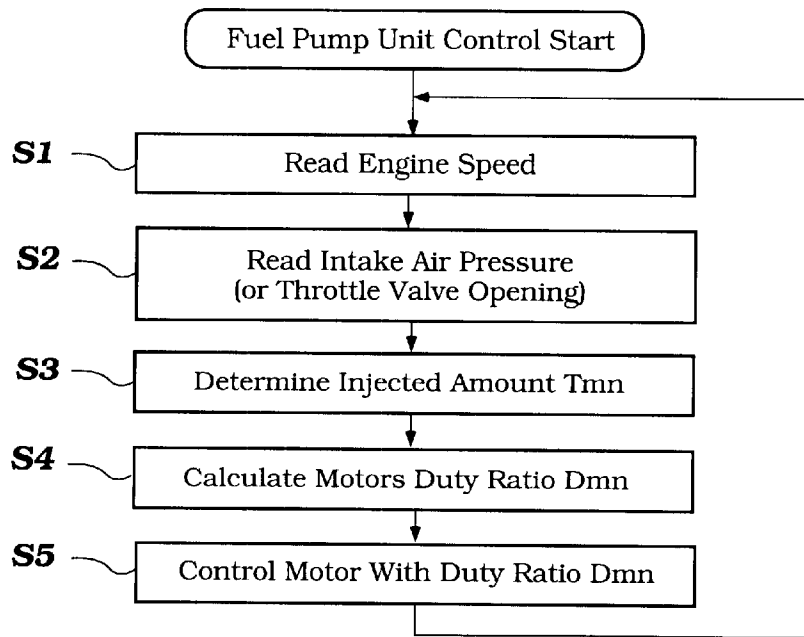 Fuel Pump Unit Control Start
S1
Read Engine Speed
S2
Read Intake Air Pressure
(or Throttle Valve Opening)
S3
Determine Injected Amount Tmn
S4
Calculate Motors Duty Ratio Dmn
S5
Control Motor With Duty Ratio Dmn